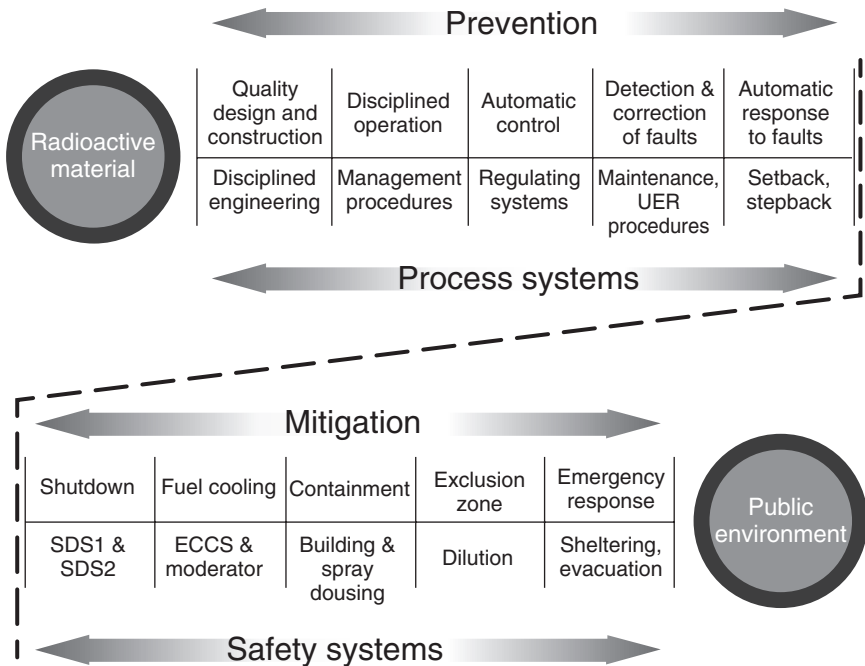 Prevention
Radioactive
material
Quality
design and
construction
Disciplined
operation
Automatic
control
Detection &
correction
of faults
Automatic
response
to faults
Disciplined
engineering
Management
procedures
Regulating
systems
Maintenance,
UER
procedures
Setback,
stepback
Process systems
Mitigation
Shutdown
Fuel cooling
Containment
Exclusion
zone
Emergency
response
SDS1 &
SDS2
ECCS &
moderator
Building &
spray
dousing
Dilution
Sheltering,
evacuation
Public
environment
Safety systems